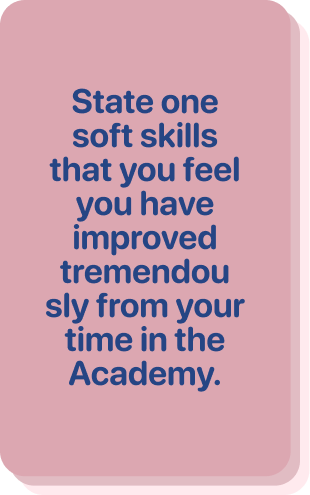 State one
soft skills
that you feel
you have
improved
tremendou
sly from your
time in the
Academy.